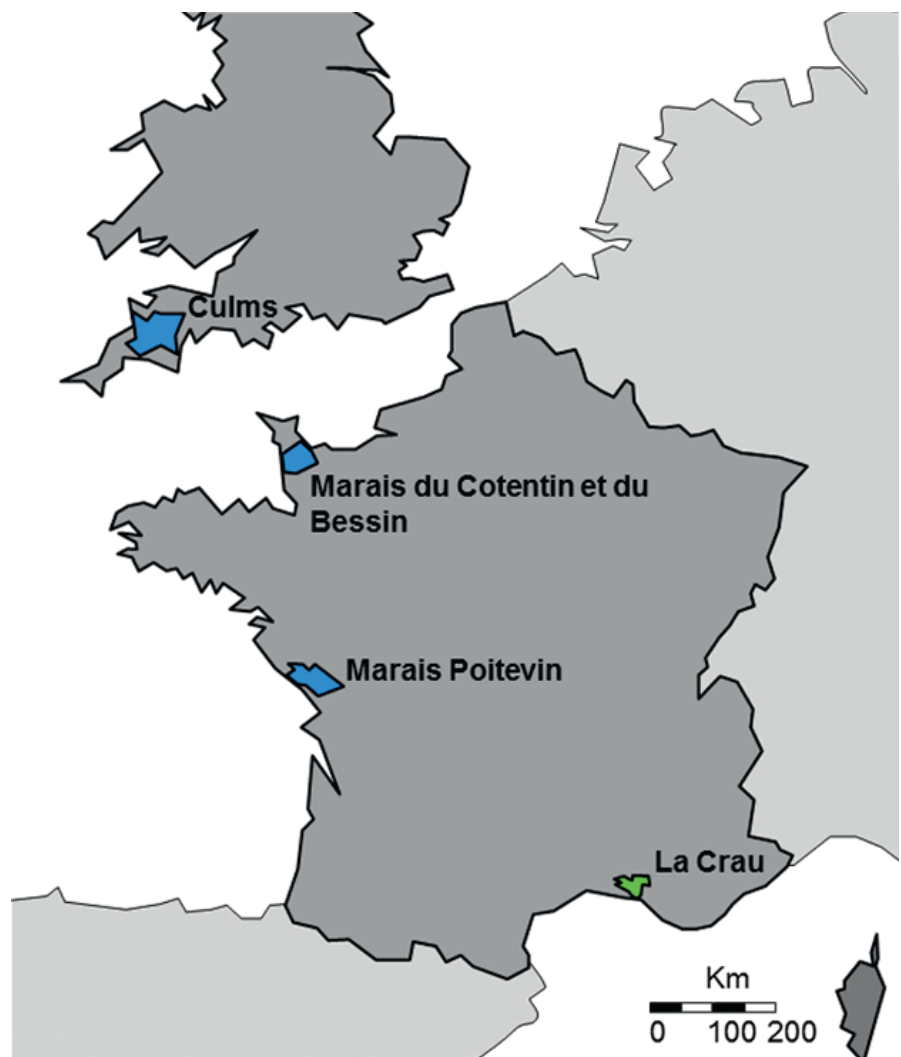 Culms
Marais du Cotentin et du
Bessin
Marais Poitevin
La Crau
Km
0 100 200